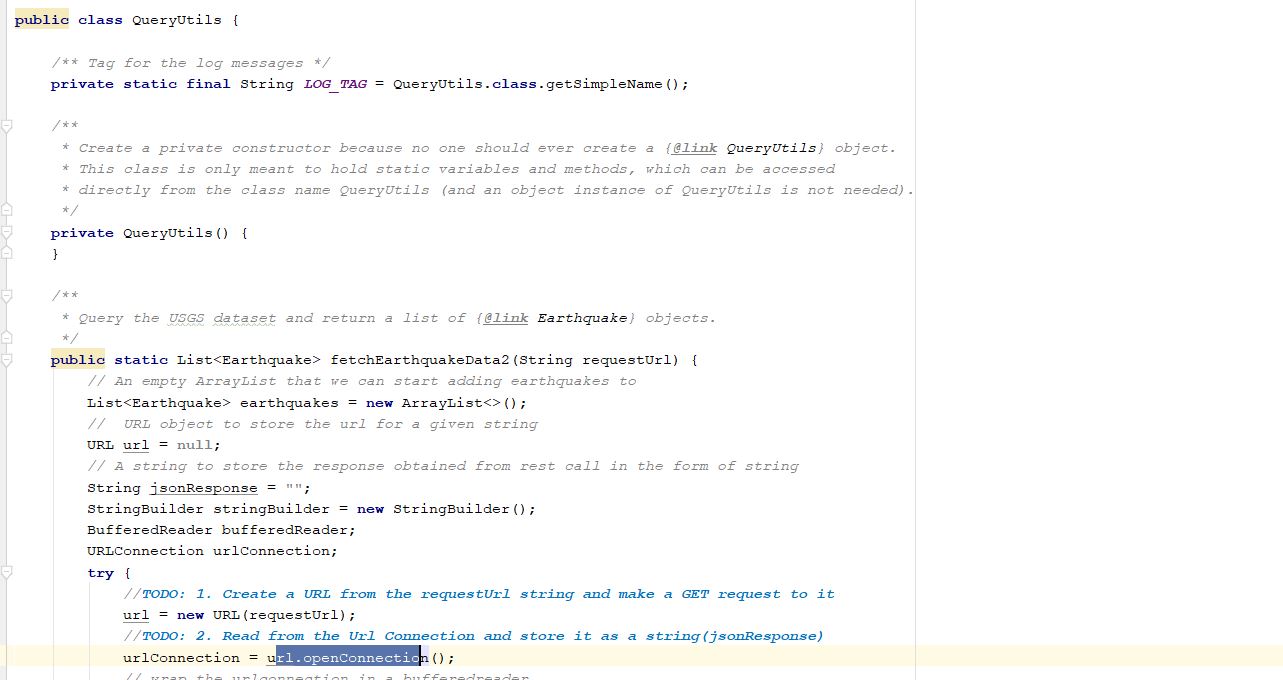 public class QueryUtils {
/** Tag for the log messages */
private static final String LOG_TAG = QueryUtils.class.getSimpleName();
/**
* Create a private constructor because no one should ever create a {@link QueryUtils} object.
* This class is only meant to hold static variables and methods, which can be accessed
* directly from the class name QueryUtils (and an object instance of QueryUtils is not needed).
*/
private QueryUtils() {
}
/**
* Query the USGS dataset and return a list of {@link Earthquake} objects.
*/
public static List<Earthquake> fetchEarthquakeData2(String requestUrl) {
// An empty ArrayList that we can start adding earthquakes to
List<Earthquake> earthquakes = new ArrayList<>();
//  URL object to store the url for a given string
URL url = null;
// A string to store the response obtained from rest call in the form of string
String jsonResponse = "";
StringBuilder stringBuilder = new StringBuilder();
BufferedReader bufferedReader;
URLConnection urlConnection;
try {
//TODO: 1. Create a URL from the requestUrl string and make a GET request to it
url = new URL(requestUrl);
//TODO: 2. Read from the Url Connection and store it as a string(jsonResponse)
urlConnection = url.openConnection();
// wrap the urlconnection in a bufferedreader